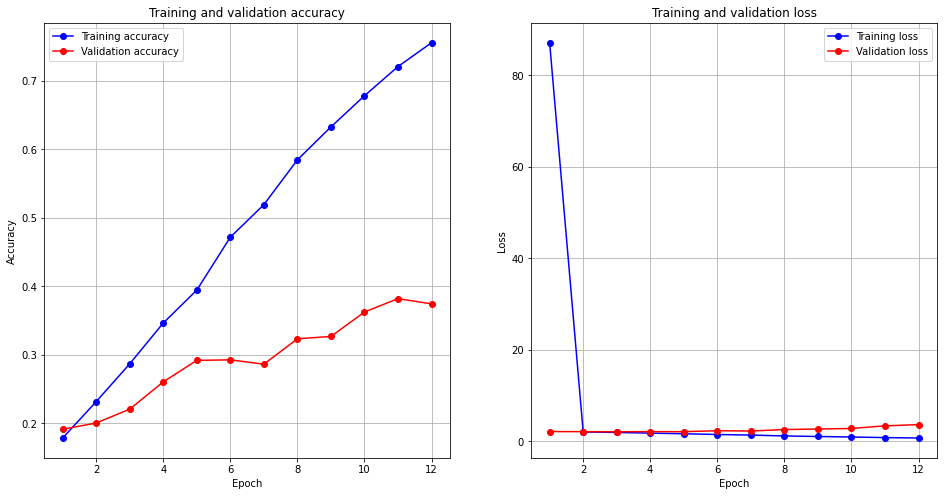 Training and validation accuracy
Training accuracy
Validation accuracy
0.7
0.6
0.5
0.4
0.3
0.2
Accuracy
2 4 6 8 10 12
Epoch
Training and validation loss
Training loss
Validation loss
80
60
40
20
0
Loss
2 4 6 8 10 12
Epoch